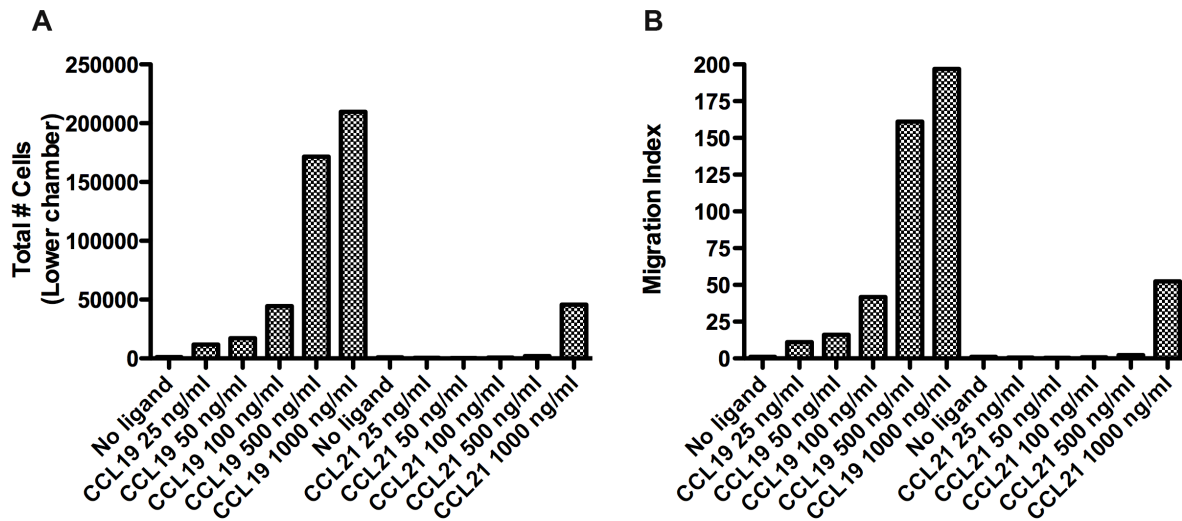 A
Total # Cells
(Lower chamber)
250000
200000
150000
100000
50000
0
No ligand
CCL19 25 ng/ml
CCL19 50 ng/ml
CCL19 100 ng/ml
CCL19 500 ng/ml
CCL19 1000 ng/ml
No ligand
CCL21 25 ng/ml
CCL21 50 ng/ml
CCL21 100 ng/ml
CCL21 500 ng/ml
CCL21 1000 ng/ml
B
Migration Index
200
175
150
125
100
75
50
25
0
No ligand
CCL19 25 ng/ml
CCL19 50 ng/ml
CCL19 100 ng/ml
CCL19 500 ng/ml
CCL19 1000 ng/ml
No ligand
CCL21 25 ng/ml
CCL21 50 ng/ml
CCL21 100 ng/ml
CCL21 500 ng/ml
CCL21 1000 ng/ml